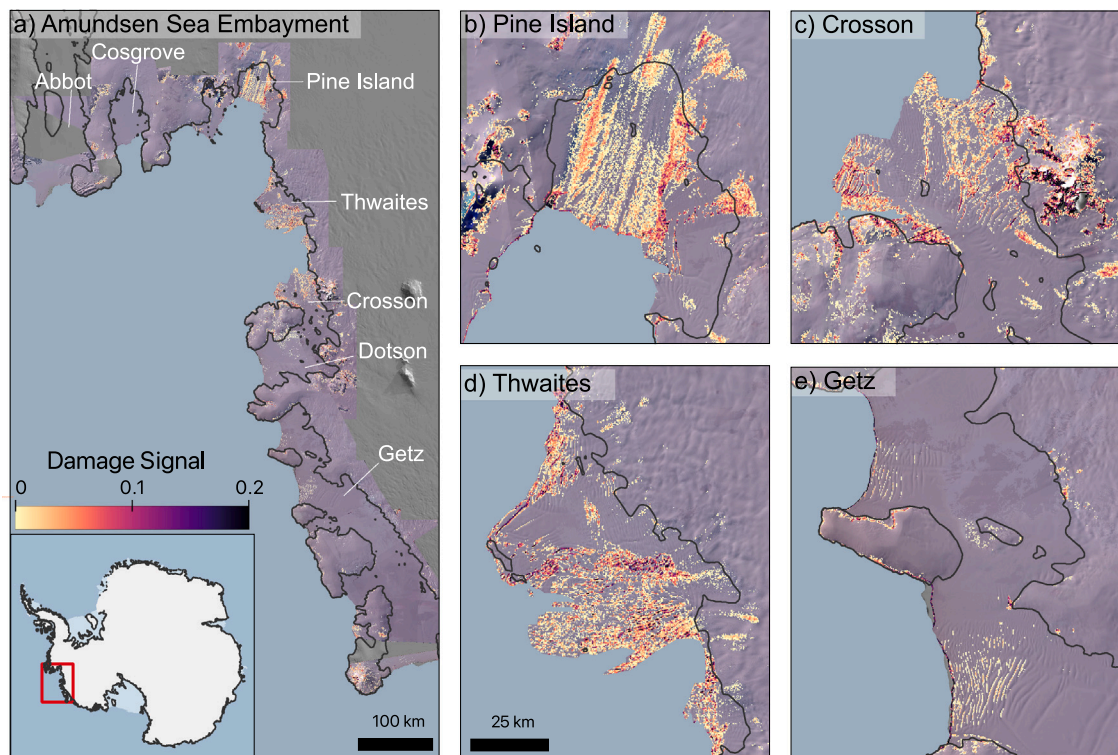 a) Amundsen Sea Embayment
Cosgrove
Abbot
Pine Island
Thwaites
Crosson
Dotson
Getz
Damage Signal
0
0.1
0.2
100 km
b) Pine Island
c) Crosson
d) Thwaites
25 km
e) Getz